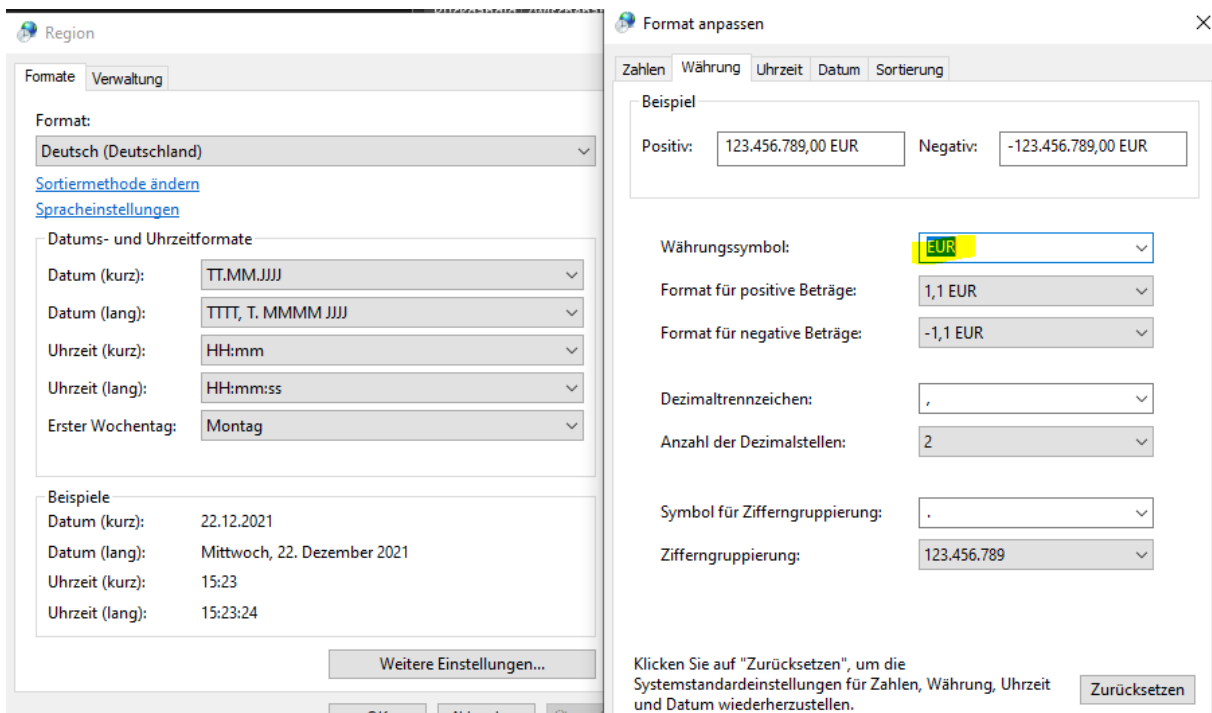 Region
Formate Verwaltung
Format:
Deutsch (Deutschland)
Sortiermethode ändern
Spracheinstellungen
Datums- und Uhrzeitformate
Datum (kurz): TT.MM.JJJJ
Datum (lang): TTTT, T. MMMM JJJJ
Uhrzeit (kurz): HH:mm
Uhrzeit (lang): HH:mm:ss
Erster Wochentag: Montag
Beispiele
Datum (kurz): 22.12.2021
Datum (lang): Mittwoch, 22. Dezember 2021
Uhrzeit (kurz): 15:23
Uhrzeit (lang): 15:23:24
Weitere Einstellungen...
Format anpassen
Zahlen Währung Uhrzeit Datum Sortierung
Beispiel
Positiv: 123.456.789,00 EUR Negativ: -123.456.789,00 EUR
Währungssymbol: EUR
Format für positive Beträge: 1,1 EUR
Format für negative Beträge: -1,1 EUR
Dezimaltrennzeichen: ,
Anzahl der Dezimalstellen: 2
Symbol für Zifferngruppierung: .
Zifferngruppierung: 123.456.789
Klicken Sie auf "Zurücksetzen", um die
Systemstandardeinstellungen für Zahlen, Währung, Uhrzeit
und Datum wiederherzustellen.
Zurücksetzen